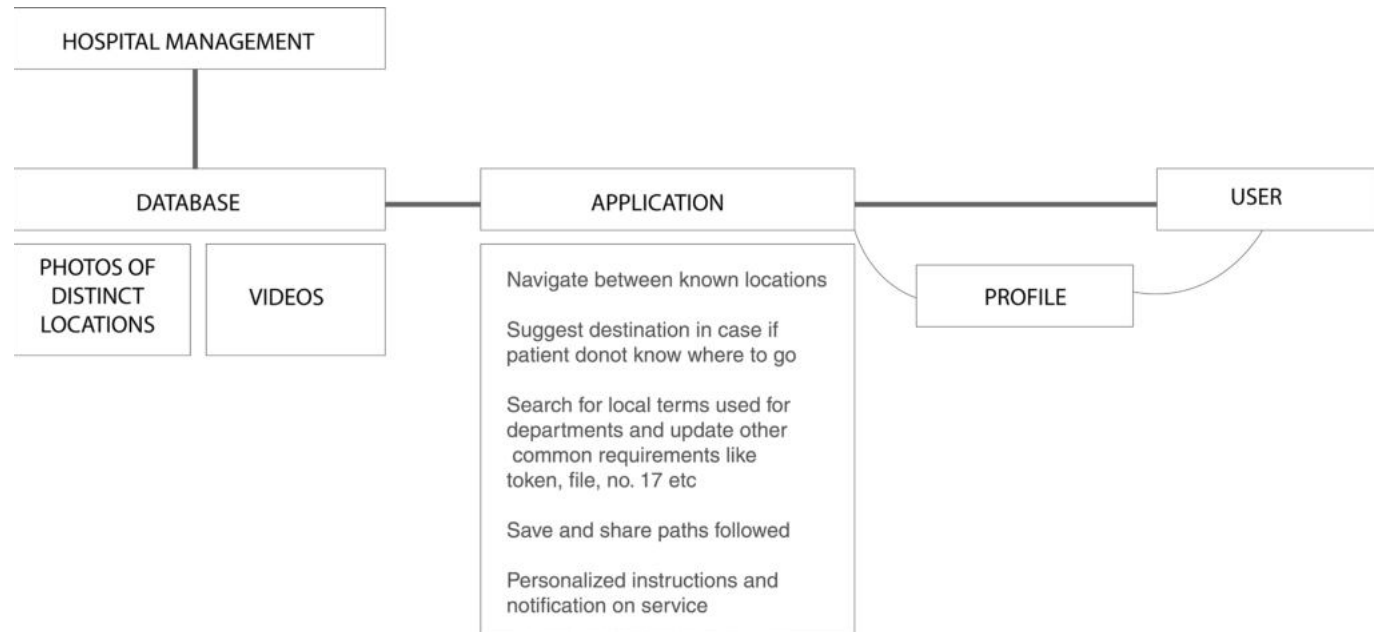 HOSPITAL MANAGEMENT
DATABASE
APPLICATION
USER
PHOTOS OF
DISTINCT
LOCATIONS
VIDEOS
PROFILE
Navigate between known locations
Suggest destination in case if
patient donot know where to go
Search for local terms used for
departments and update other
common requirements like
token, file, no. 17 etc
Save and share paths followed
Personalized instructions and
notification on service